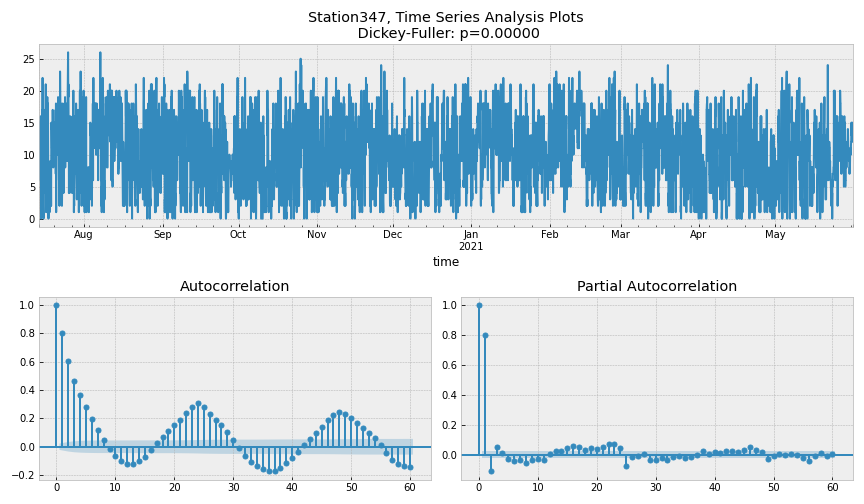 Station347, Time Series Analysis Plots
Dickey-Fuller: p=0.00000
25
20
15
10
5
0
Aug Sep Oct Nov Dec Jan Feb Mar Apr May
2021
time
Autocorrelation Partial Autocorrelation
1.0 1.0
0.8 0.8
0.6 0.6
0.4 0.4
0.2 0.2
0.0 0.0
−0.2
0 10 20 30 40 50 60 0 10 20 30 40 50 60